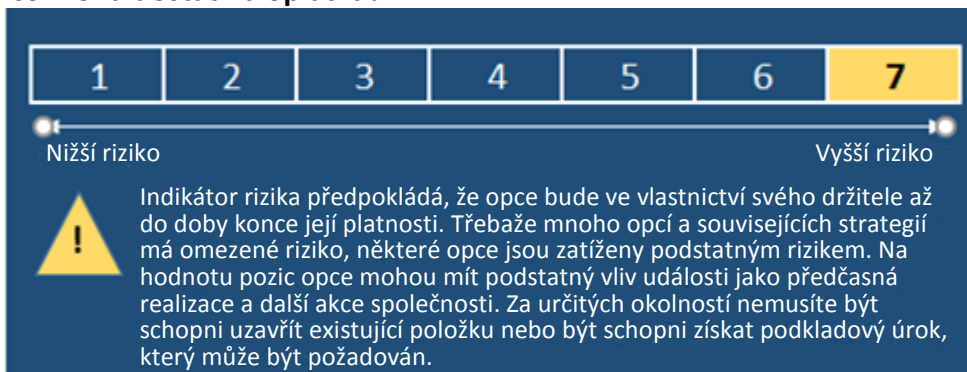 1 2 3 4 5 6 7
Nižší riziko Vyšší riziko
!
Indikátor rizika předpokládá, že opce bude ve vlastnictví svého držitele až
do doby konce její platnosti. Třebaže mnoho opcí a souvisejících strategií
má omezené riziko, některé opce jsou zatíženy podstatným rizikem. Na
hodnotu pozic opce mohou mít podstatný vliv události jako předčasná
realizace a další akce společnosti. Za určitých okolností nemusíte být
schopni uzavřít existující položku nebo být schopni získat podkladový úrok,
který může být požadován.